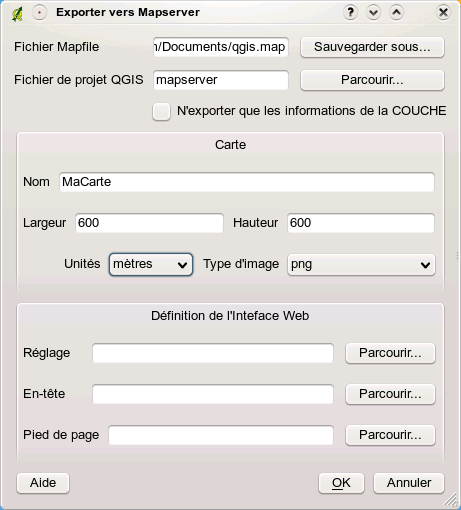 Exporter vers Mapserver
Fichier Mapfile ı/Documents/qgis.map Sauvegarder sous...
Fichier de projet QGIS mapserver Parcourir...
N'exporter que les informations de la COUCHE
Carte
Nom MaCarte
Largeur 600 Hauteur 600
Unités mètres Type d'image png
Définition de l'Inteface Web
Réglage Parcourir...
En-tête Parcourir...
Pied de page Parcourir...
Aide OK Annuler